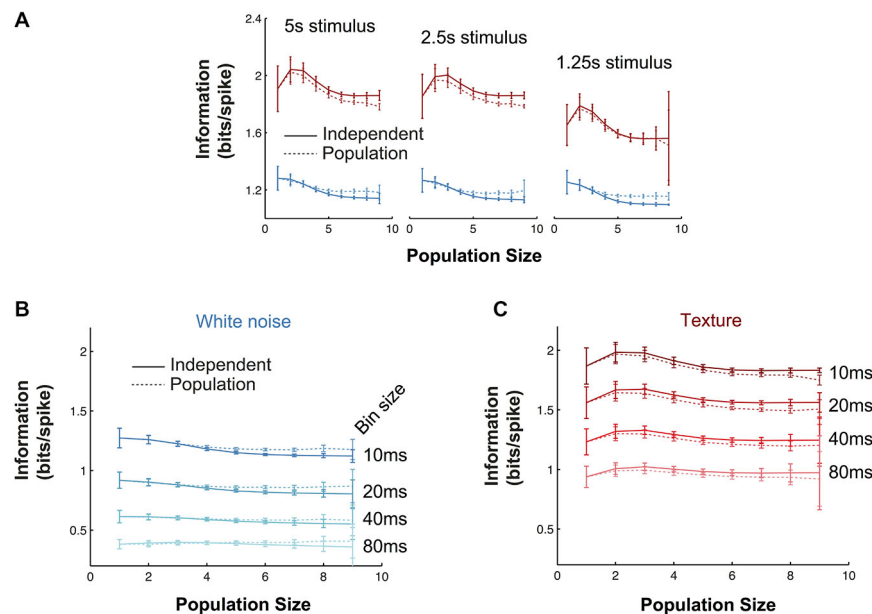 A
5s stimulus
2.5s stimulus
1.25s stimulus
Information
(bits/spike)
2.4
2
1.6
1.2
Independent
Population
0 5 10 0 5 10 0 5 10
Population Size
B
White noise
Information
(bits/spike)
2
1.5
1
0.5
Independent
Population
Bin size
10ms
20ms
40ms
80ms
0 2 4 6 8 10
Population Size
C
Texture
Information
(bits/spike)
2
1.5
1
0.5
10ms
20ms
40ms
80ms
0 2 4 6 8 10
Population Size